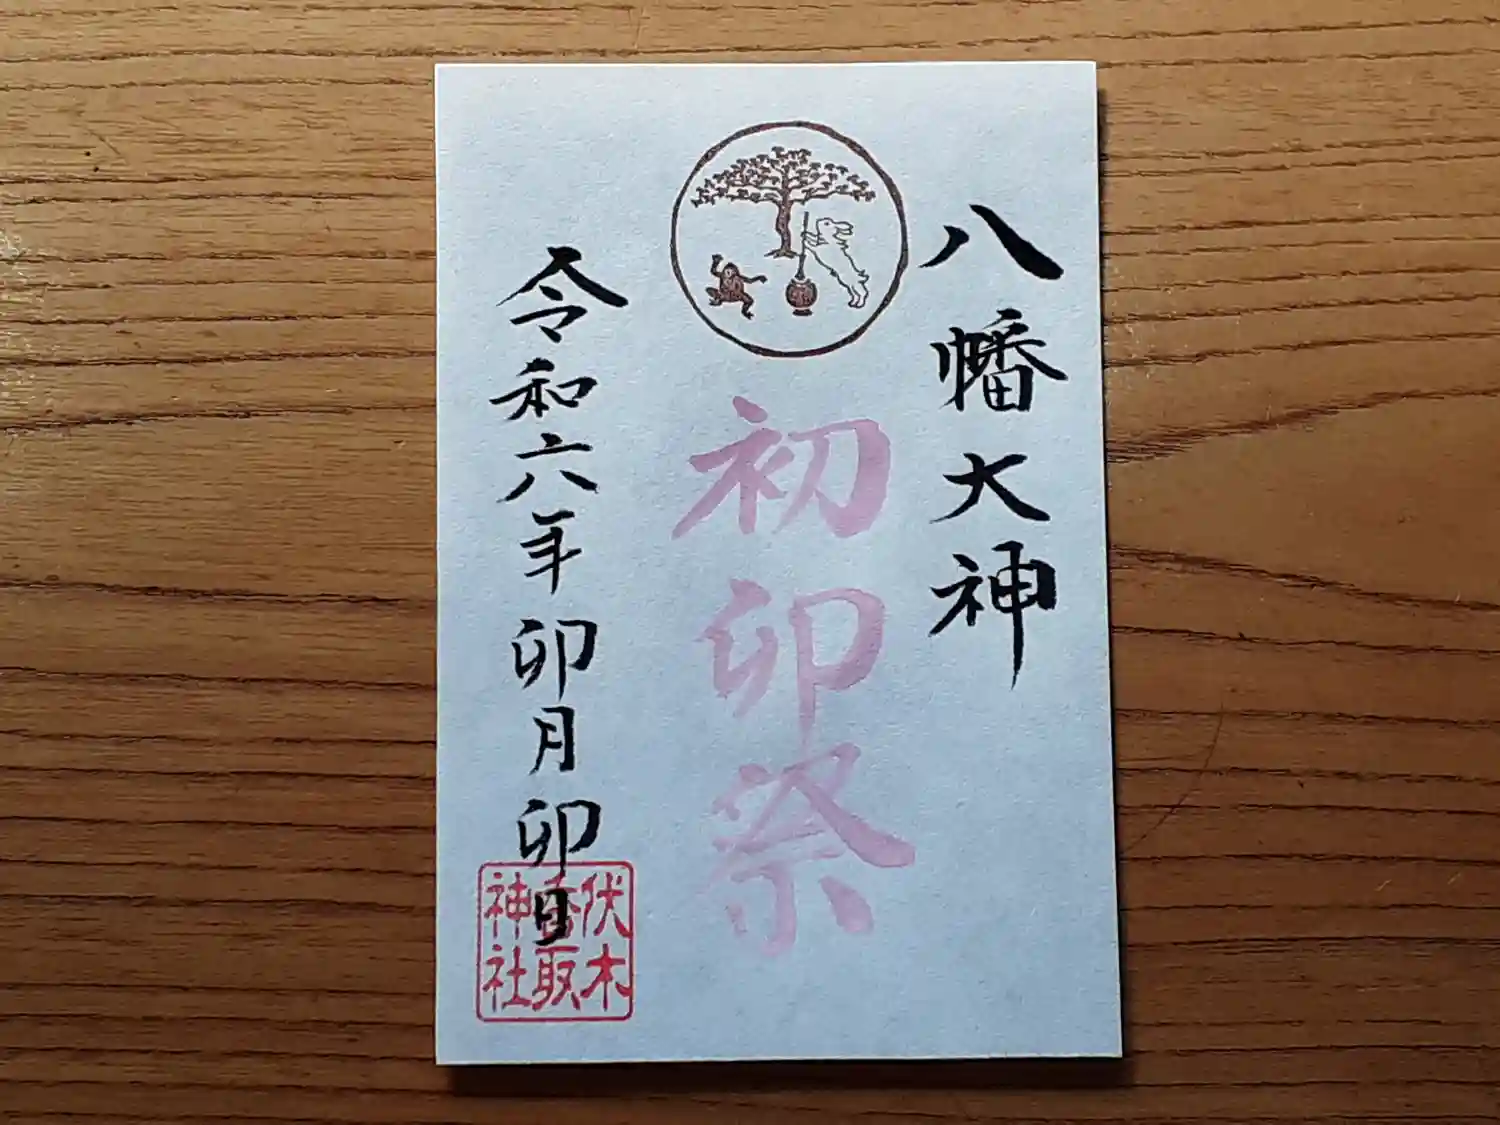 八幡大神
初卯祭
令和六年卯月卯日
伏木
香取
神社